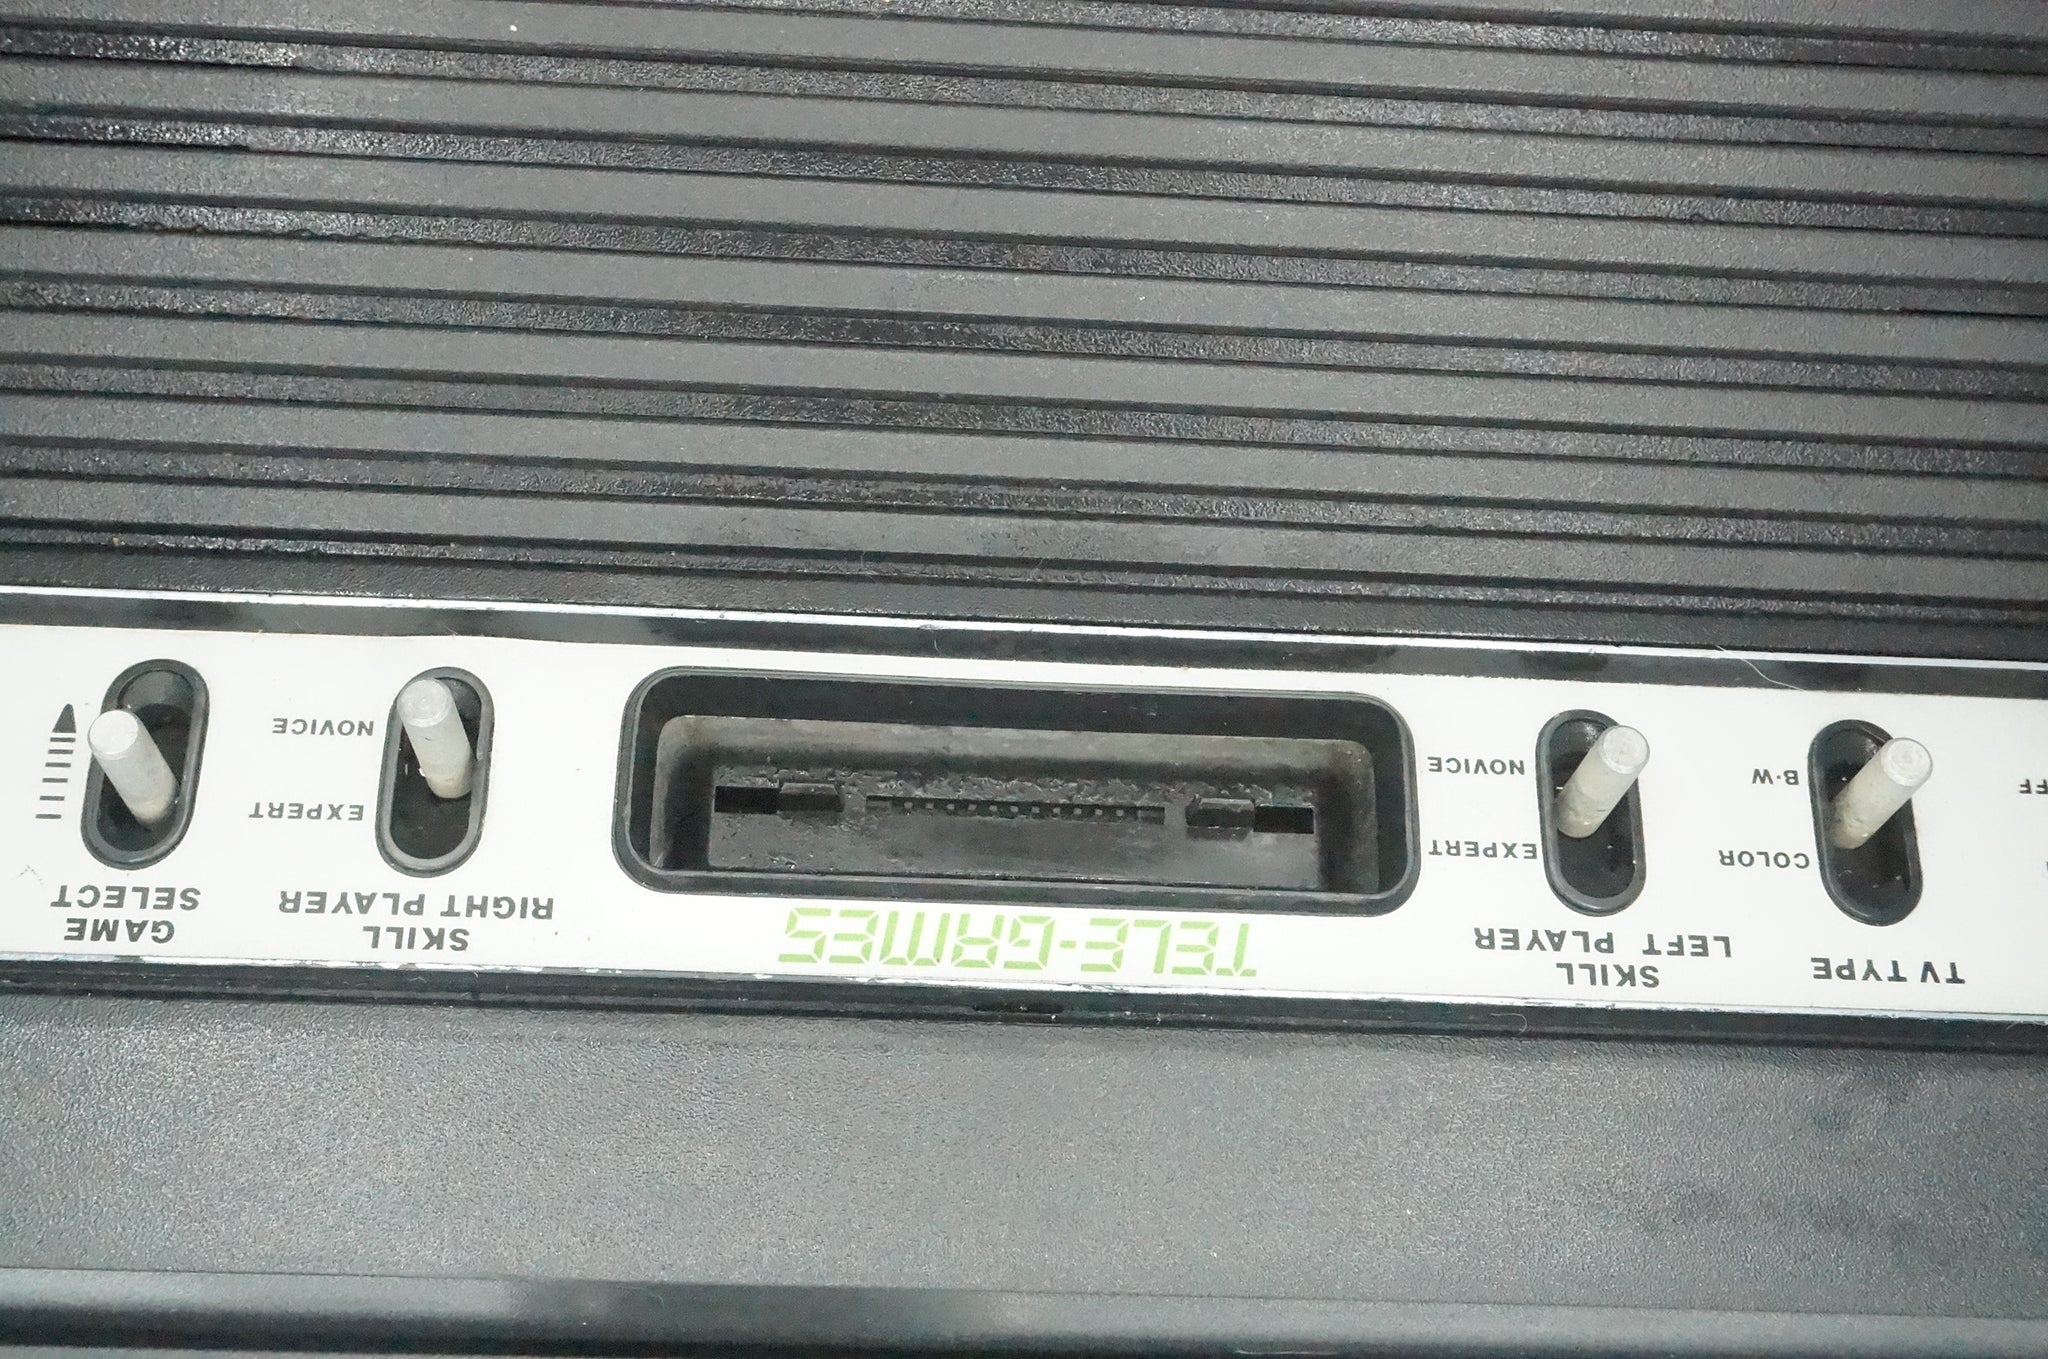 TV TYPE
COLOR
B·W
SKILL
LEFT PLAYER
EXPERT
NOVICE
TELE-GAMES
SKILL
RIGHT PLAYER
EXPERT
NOVICE
GAME
SELECT